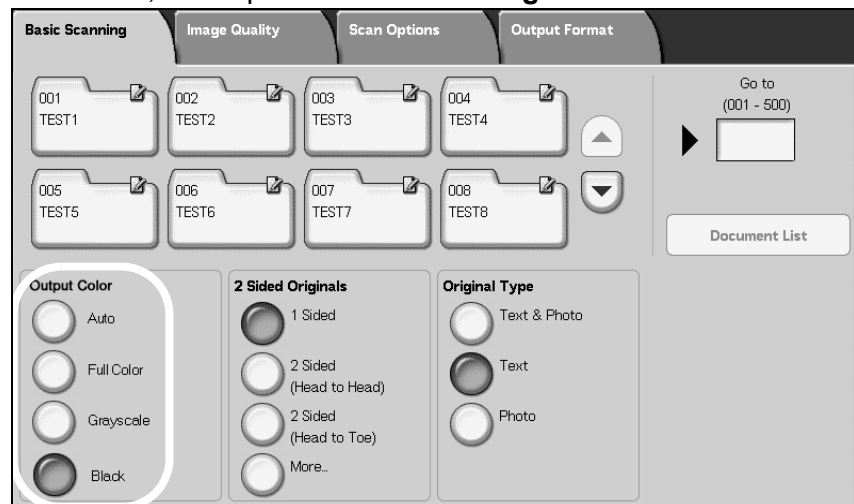 Basic Scanning Image Quality Scan Options Output Format
001 002 003 004
TEST1 TEST2 TEST3 TEST4
Go to
(001 - 500)
005 006 007 008
TEST5 TEST6 TEST7 TEST8
Document List
Output Color
Auto
Full Color
Grayscale
Black
2 Sided Originals
1 Sided
2 Sided
(Head to Head)
2 Sided
(Head to Toe)
More...
Original Type
Text & Photo
Text
Photo